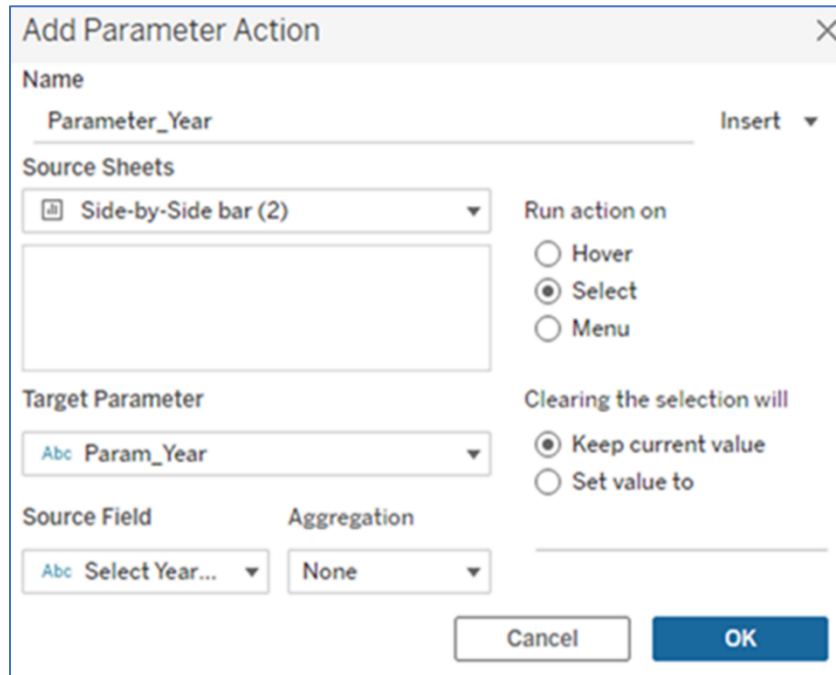 Add Parameter Action
Name
Parameter_Year
Insert
Source Sheets
Side-by-Side bar (2)
Run action on
Hover
Select
Menu
Target Parameter
Abc Param_Year
Clearing the selection will
Keep current value
Set value to
Source Field
Aggregation
Abc Select Year...
None
Cancel
OK